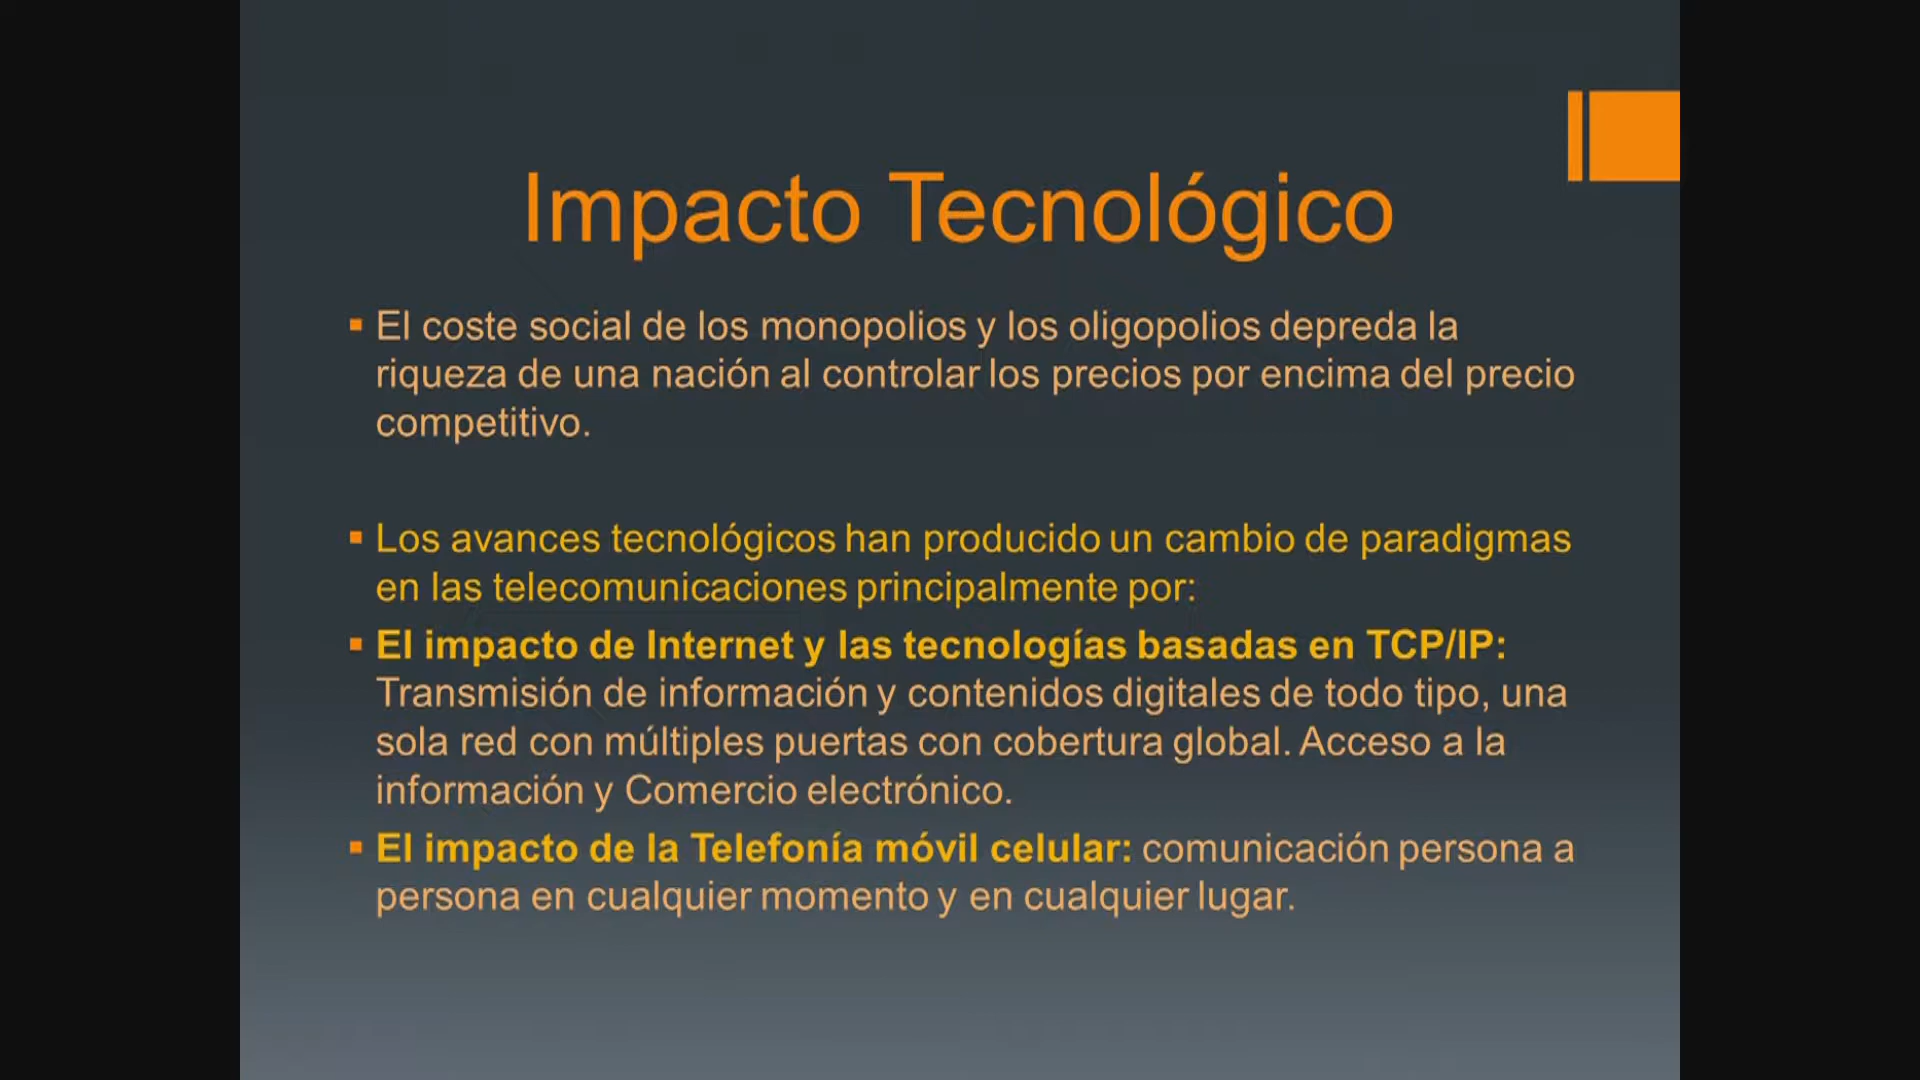 Impacto Tecnológico
El coste social de los monopolios y los oligopolios depreda la
riqueza de una nación al controlar los precios por encima del precio
competitivo.
Los avances tecnológicos han producido un cambio de paradigmas
en las telecomunicaciones principalmente por:
El impacto de Internet y las tecnologías basadas en TCP/IP:
Transmisión de información y contenidos digitales de todo tipo, una
sola red con múltiples puertas con cobertura global. Acceso a la
información y Comercio electrónico.
El impacto de la Telefonía móvil celular: comunicación persona a
persona en cualquier momento y en cualquier lugar.